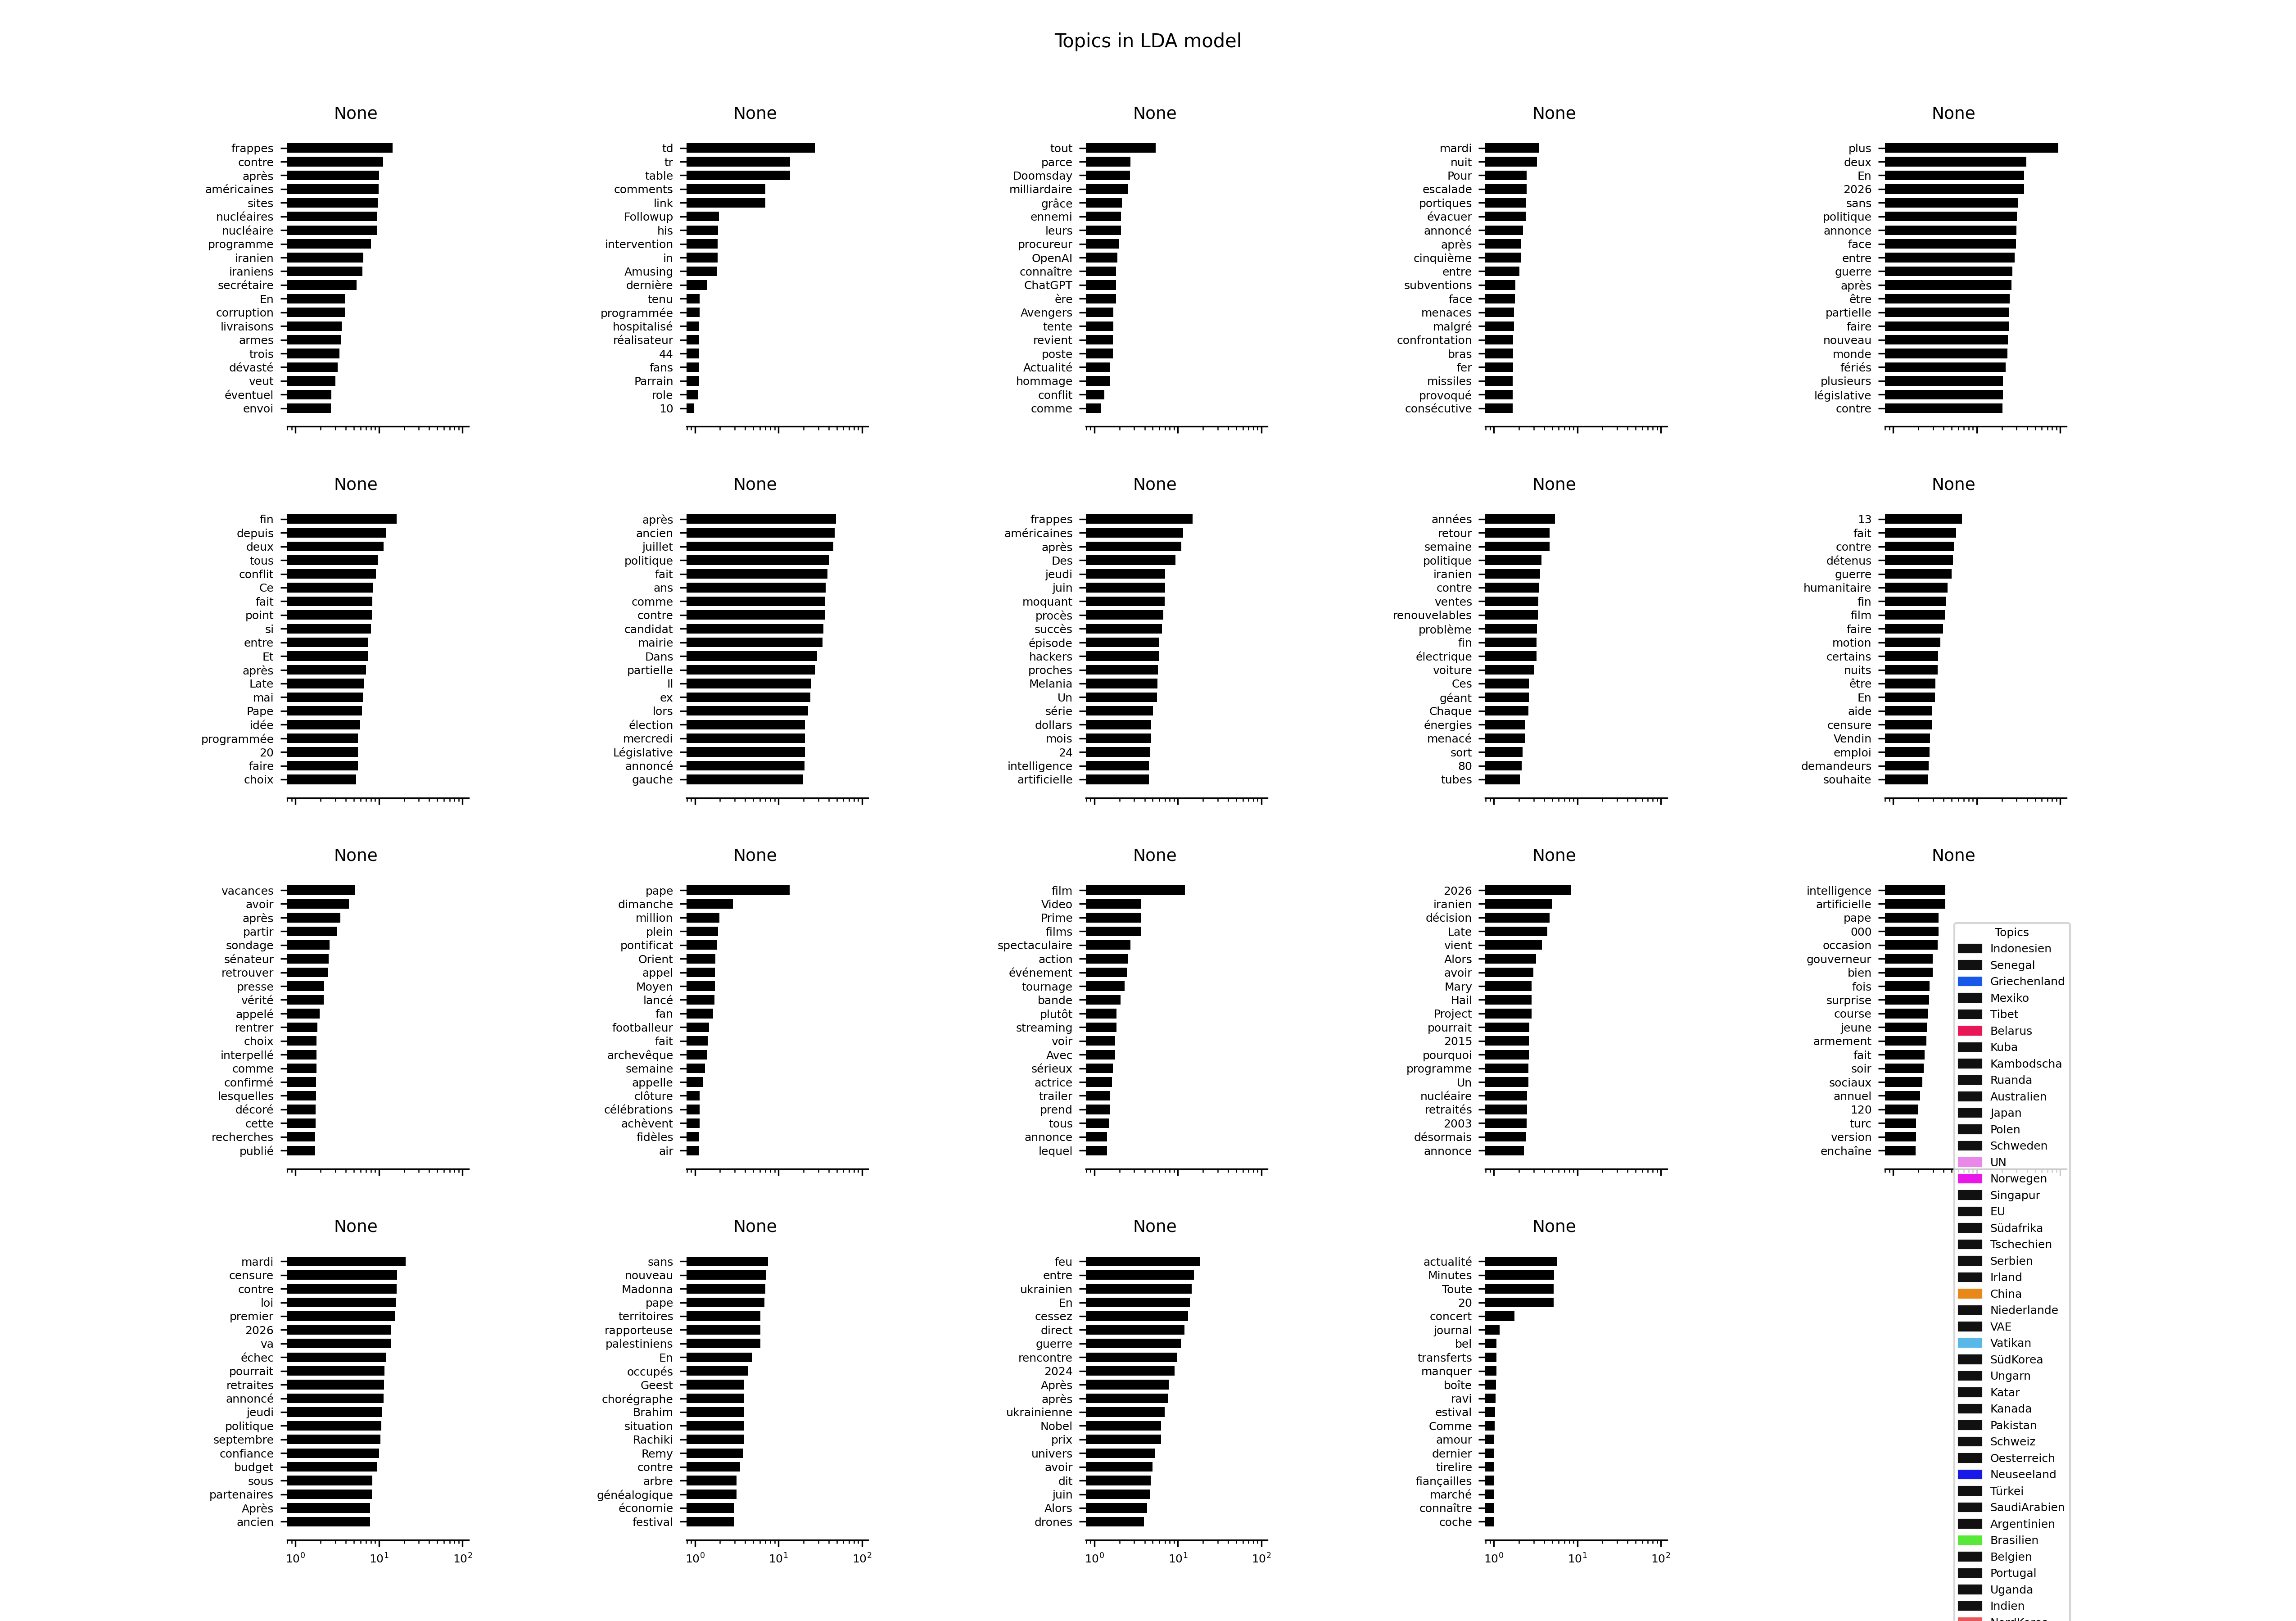 Topics in LDA model
None
frappes
contre
après
américaines
sites
nucléaires
nucléaire
programme
iranien
iraniens
secrétaire
En
corruption
livraisons
armes
trois
dévasté
veut
éventuel
envoi
None
td
tr
table
comments
link
Followup
his
intervention
in
Amusing
dernière
tenu
programmée
hospitalisé
réalisateur
44
fans
Parrain
role
10
None
tout
parce
Doomsday
milliardaire
grâce
ennemi
leurs
procureur
OpenAI
connaître
ChatGPT
ère
Avengers
tente
revient
poste
Actualité
hommage
conflit
comme
None
mardi
nuit
Pour
escalade
portiques
évacuer
annoncé
après
cinquième
entre
subventions
face
menaces
malgré
confrontation
bras
fer
missiles
provoqué
consécutive
None
plus
deux
En
2026
sans
politique
annonce
face
entre
guerre
après
être
partielle
faire
nouveau
monde
fériés
plusieurs
législative
contre
None
fin
depuis
deux
tous
conflit
Ce
fait
point
si
entre
Et
après
Late
mai
Pape
idée
programmée
20
faire
choix
None
après
ancien
juillet
politique
fait
ans
comme
contre
candidat
mairie
Dans
partielle
Il
ex
lors
élection
mercredi
Législative
annoncé
gauche
None
frappes
américaines
après
Des
jeudi
juin
moquant
procès
succès
épisode
hackers
proches
Melania
Un
série
dollars
mois
24
intelligence
artificielle
None
années
retour
semaine
politique
iranien
contre
ventes
renouvelables
problème
fin
électrique
voiture
Ces
géant
Chaque
énergies
menacé
sort
80
tubes
None
13
fait
contre
détenus
guerre
humanitaire
fin
film
faire
motion
certains
nuits
être
En
aide
censure
Vendin
emploi
demandeurs
souhaite
None
vacances
avoir
après
partir
sondage
sénateur
retrouver
presse
vérité
appelé
rentrer
choix
interpellé
comme
confirmé
lesquelles
décoré
cette
recherches
publié
None
pape
dimanche
million
plein
pontificat
Orient
appel
Moyen
lancé
fan
footballeur
fait
archevêque
semaine
appelle
clôture
célébrations
achèvent
fidèles
air
None
film
Video
Prime
films
spectaculaire
action
événement
tournage
bande
plutôt
streaming
voir
Avec
sérieux
actrice
trailer
prend
tous
annonce
lequel
None
2026
iranien
décision
Late
vient
Alors
avoir
Mary
Hail
Project
pourrait
2015
pourquoi
programme
Un
nucléaire
retraités
2003
désormais
annonce
None
intelligence
artificielle
pape
000
occasion
gouverneur
bien
fois
surprise
course
jeune
armement
fait
soir
sociaux
annuel
120
turc
version
enchaîne
None
mardi
censure
contre
loi
premier
2026
va
échec
pourrait
retraites
annoncé
jeudi
politique
septembre
confiance
budget
sous
partenaires
Après
ancien
10⁰ 10¹ 10²
None
sans
nouveau
Madonna
pape
territoires
rapporteuse
palestiniens
En
occupés
Geest
chorégraphe
Brahim
situation
Rachiki
Remy
contre
arbre
généalogique
économie
festival
10⁰ 10¹ 10²
None
feu
entre
ukrainien
En
cessez
direct
guerre
rencontre
2024
Après
après
ukrainienne
Nobel
prix
univers
avoir
dit
juin
Alors
drones
10⁰ 10¹ 10²
None
actualité
Minutes
Toute
20
concert
journal
bel
transferts
manquer
boîte
ravi
estival
Comme
amour
dernier
tirelire
fiançailles
marché
connaître
coche
10⁰ 10¹ 10²
Topics
Indonesien
Senegal
Griechenland
Mexiko
Tibet
Belarus
Kuba
Kambodscha
Ruanda
Australien
Japan
Polen
Schweden
UN
Norwegen
Singapur
EU
Südafrika
Tschechien
Serbien
Irland
China
Niederlande
VAE
Vatikan
SüdKorea
Ungarn
Katar
Kanada
Pakistan
Schweiz
Oesterreich
Neuseeland
Türkei
SaudiArabien
Argentinien
Brasilien
Belgien
Portugal
Uganda
Indien